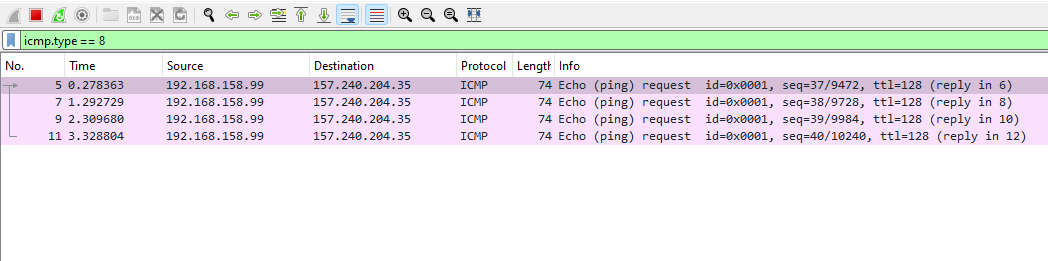 icmp.type == 8
No. Time Source Destination Protocol Length Info
5 0.278363 192.168.158.99 157.240.204.35 ICMP 74 Echo (ping) request id=0x0001, seq=37/9472, ttl=128 (reply in 6)
7 1.292729 192.168.158.99 157.240.204.35 ICMP 74 Echo (ping) request id=0x0001, seq=38/9728, ttl=128 (reply in 8)
9 2.309680 192.168.158.99 157.240.204.35 ICMP 74 Echo (ping) request id=0x0001, seq=39/9984, ttl=128 (reply in 10)
11 3.328804 192.168.158.99 157.240.204.35 ICMP 74 Echo (ping) request id=0x0001, seq=40/10240, ttl=128 (reply in 12)